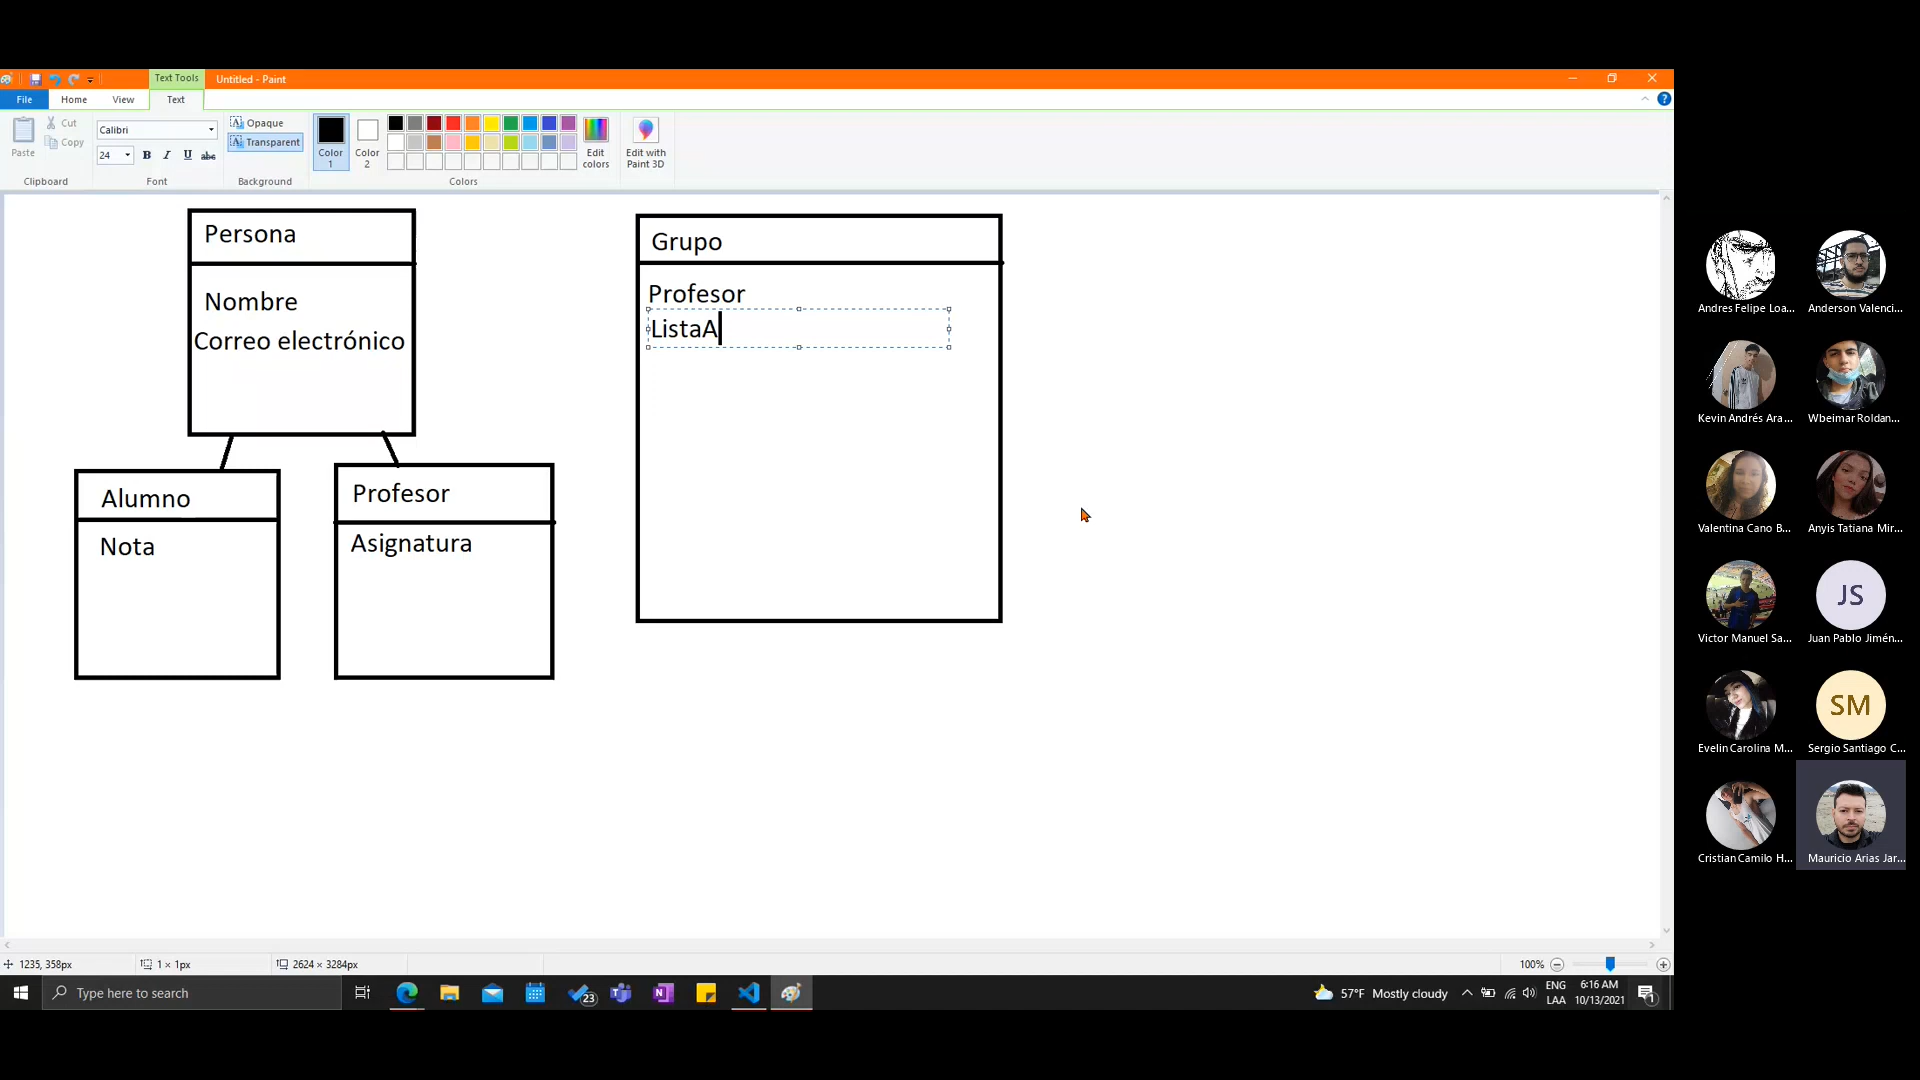 Text Tools
Untitled - Paint
File
Home
View
Text
Paste
Cut
Copy
Clipboard
Calibri
24
B
I
U
abc
Font
Opaque
Transparent
Background
Color
1
Color
2
Edit
colors
Colors
Edit with
Paint 3D
Persona
Nombre
Correo electrónico
Alumno
Nota
Profesor
Asignatura
Grupo
Profesor
ListaA
Andres Felipe Loa...
Anderson Valenci...
Kevin Andrés Ara...
Wbeimar Roldan...
Valentina Cano B...
Anyis Tatiana Mir...
Victor Manuel Sa...
JS
Juan Pablo Jimén...
Evelin Carolina M...
SM
Sergio Santiago C...
Cristian Camilo H...
Mauricio Arias Jar...
1235, 358px
1 × 1px
2624 × 3284px
100%
Type here to search
23
57°F Mostly cloudy
ENG
LAA
6:16 AM
10/13/2021
1